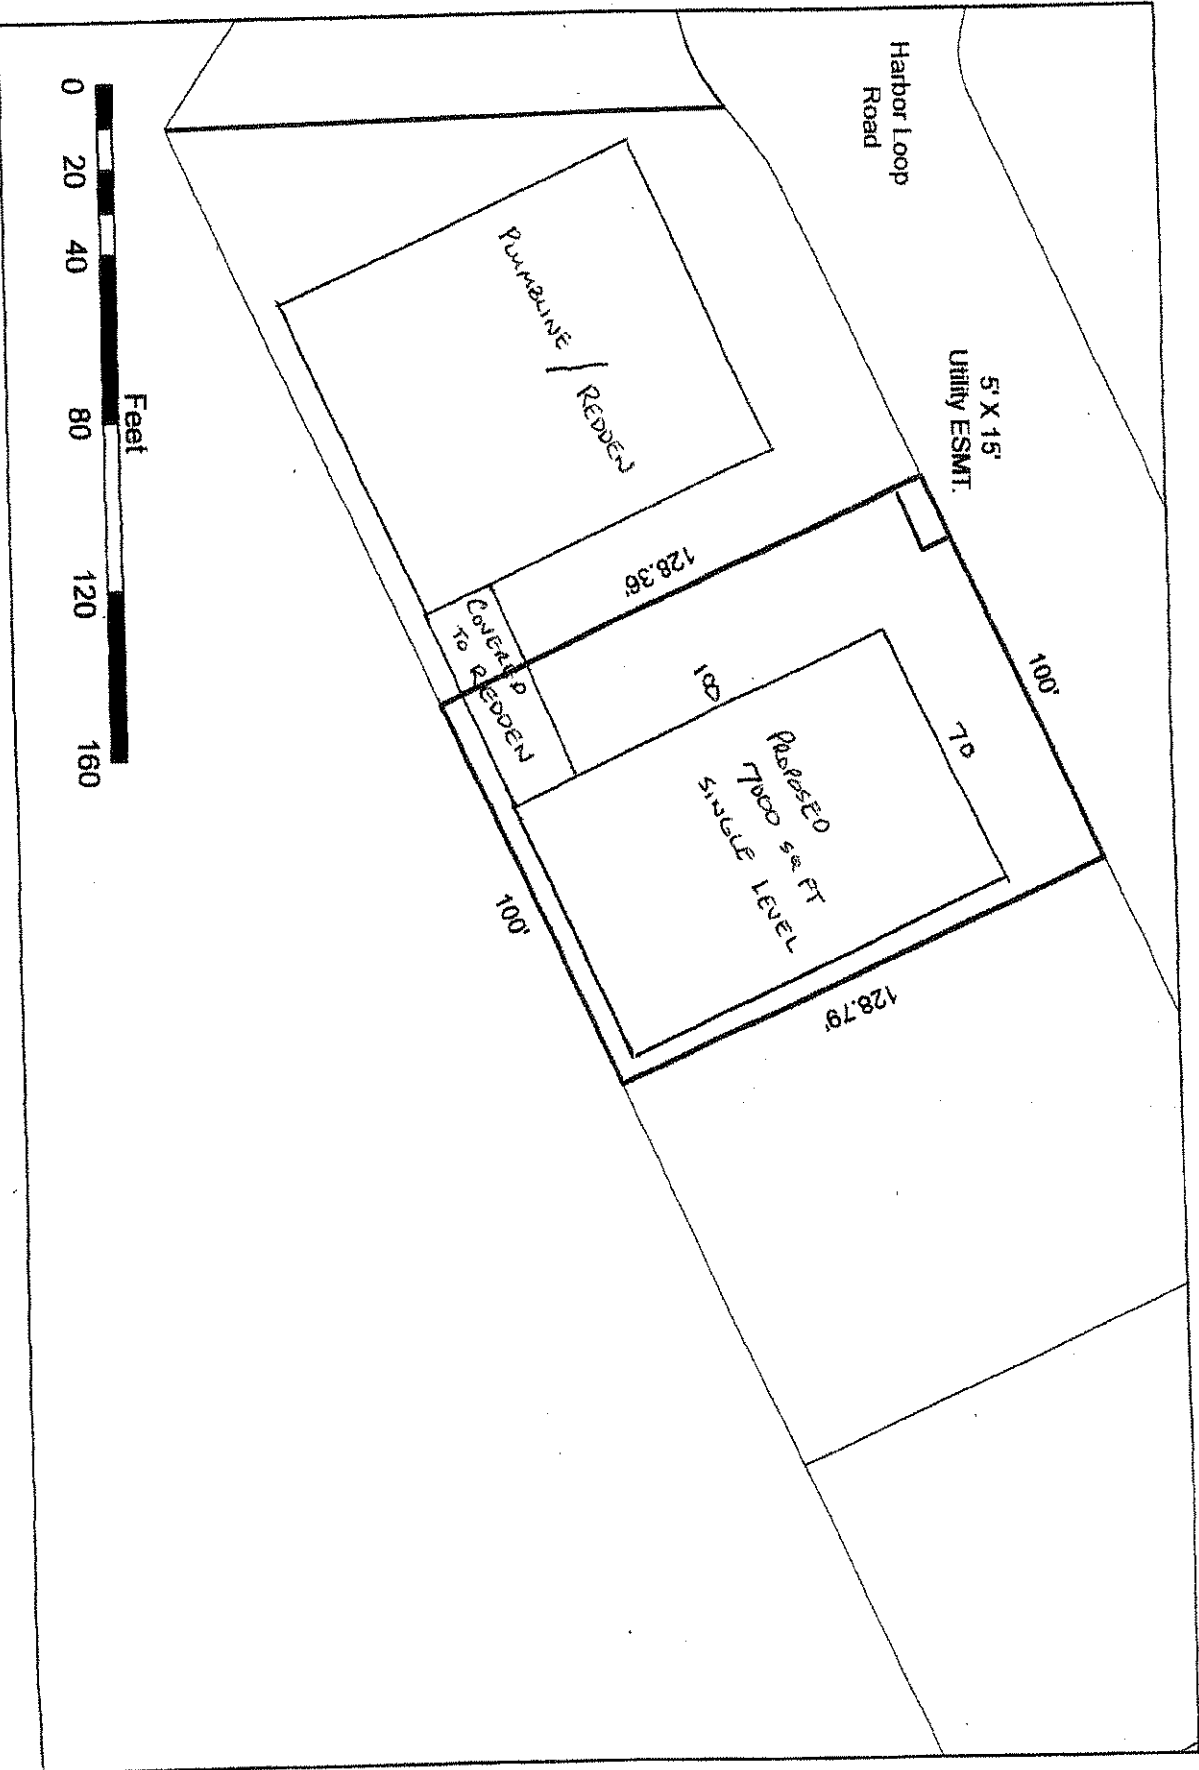 Harbor Loop
Road
5' X 15'
Utility ESMT.
100'
70
PLUMBLINE / REDDEN
128.36'
100
PROPOSED
7000 SQ FT
SINGLE LEVEL
128.79'
COVERED
TO REDDEN
100'
Feet
0 20 40 80 120 160